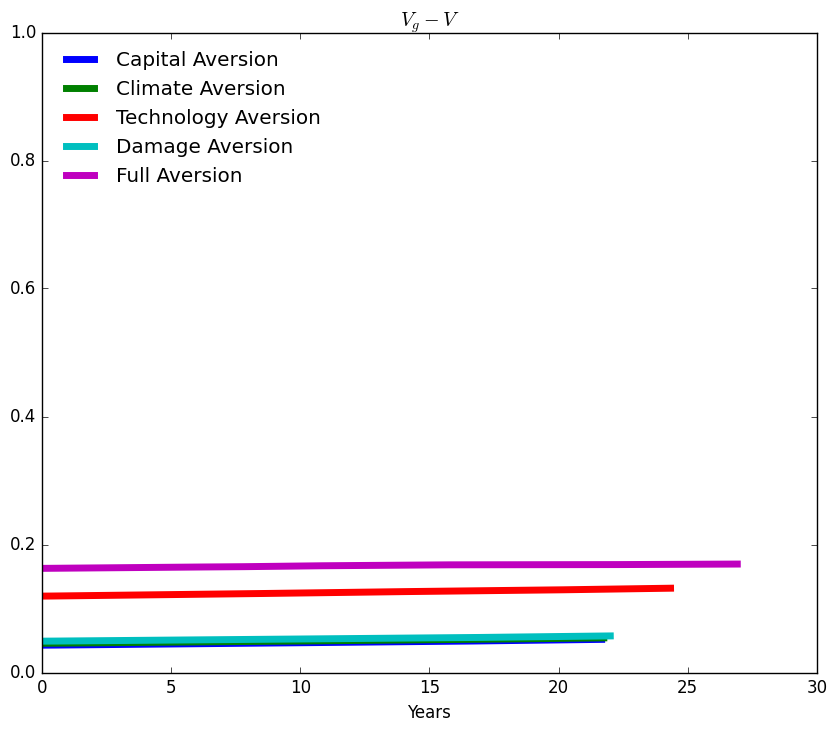 V_g − V
1.0
Capital Aversion
Climate Aversion
Technology Aversion
Damage Aversion
Full Aversion
0.8
0.6
0.4
0.2
0.0
0 5 10 15 20 25 30
Years